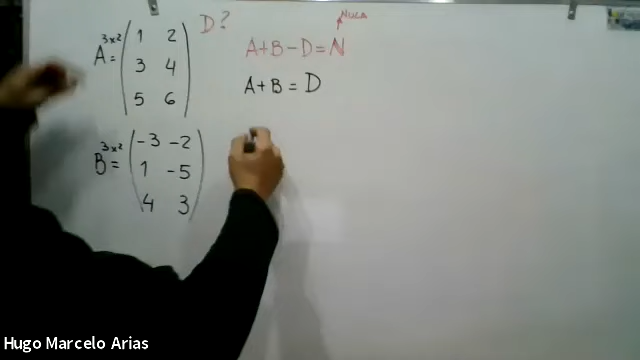 D?
Nula
A 3x2 = ( 1 2
3 4
5 6 )
A+B-D=N
A+B=D
B 3x2 = ( -3 -2
1 -5
4 3 )
Hugo Marcelo Arias